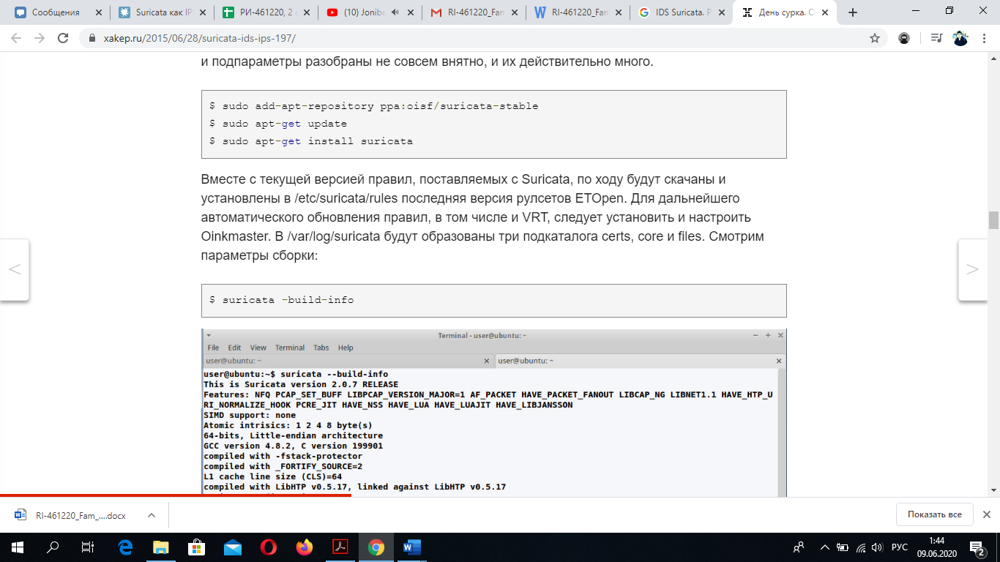 Сообщения
Suricata как IP
РИ-461220, 2
(10) Jonibe
RI-461220_Fam
RI-461220_Fam
IDS Suricata. Р
День сурка. О
xakep.ru/2015/06/28/suricata-ids-ips-197/
и подпараметры разобраны не совсем внятно, и их действительно много.
$ sudo add-apt-repository ppa:oisf/suricata-stable
$ sudo apt-get update
$ sudo apt-get install suricata
Вместе с текущей версией правил, поставляемых с Suricata, по ходу будут скачаны и
установлены в /etc/suricata/rules последняя версия рулсетов ETOpen. Для дальнейшего
автоматического обновления правил, в том числе и VRT, следует установить и настроить
Oinkmaster. В /var/log/suricata будут образованы три подкаталога certs, core и files. Смотрим
параметры сборки:
$ suricata -build-info
Terminal - user@ubuntu: ~
File Edit View Terminal Tabs Help
user@ubuntu: ~
user@ubuntu: ~
user@ubuntu:~$ suricata --build-info
This is Suricata version 2.0.7 RELEASE
Features: NFQ PCAP_SET_BUFF LIBPCAP_VERSION_MAJOR=1 AF_PACKET HAVE_PACKET_FANOUT LIBCAP_NG LIBNET1.1 HAVE_HTP_U
RI_NORMALIZE_HOOK PCRE_JIT HAVE_NSS HAVE_LUA HAVE_LUAJIT HAVE_LIBJANSSON
SIMD support: none
Atomic intrisics: 1 2 4 8 byte(s)
64-bits, Little-endian architecture
GCC version 4.8.2, C version 199901
compiled with -fstack-protector
compiled with _FORTIFY_SOURCE=2
L1 cache line size (CLS)=64
compiled with LibHTP v0.5.17, linked against LibHTP v0.5.17
RI-461220_Fam_....docx
Показать все
РУС
1:44
09.06.2020
2